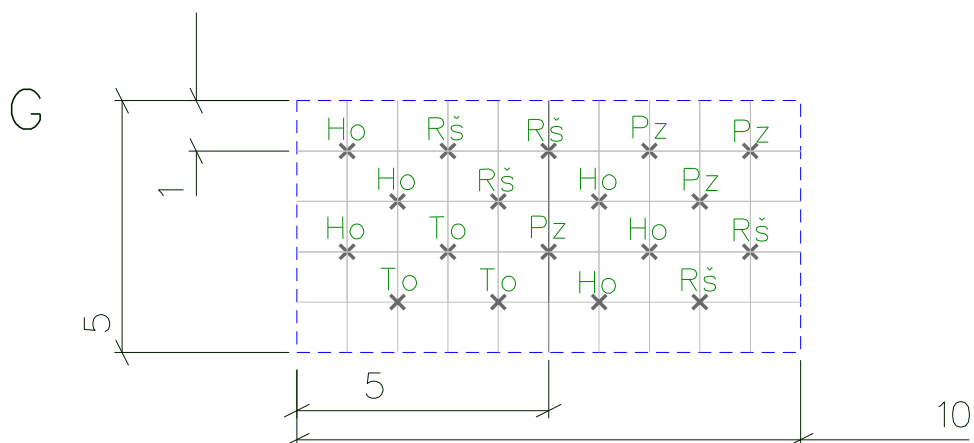 G
Ho Rš Rš Pz Pz
Ho Rš Ho Pz
1
Ho To Pz Ho Rš
To To Ho Rš
5
5
10